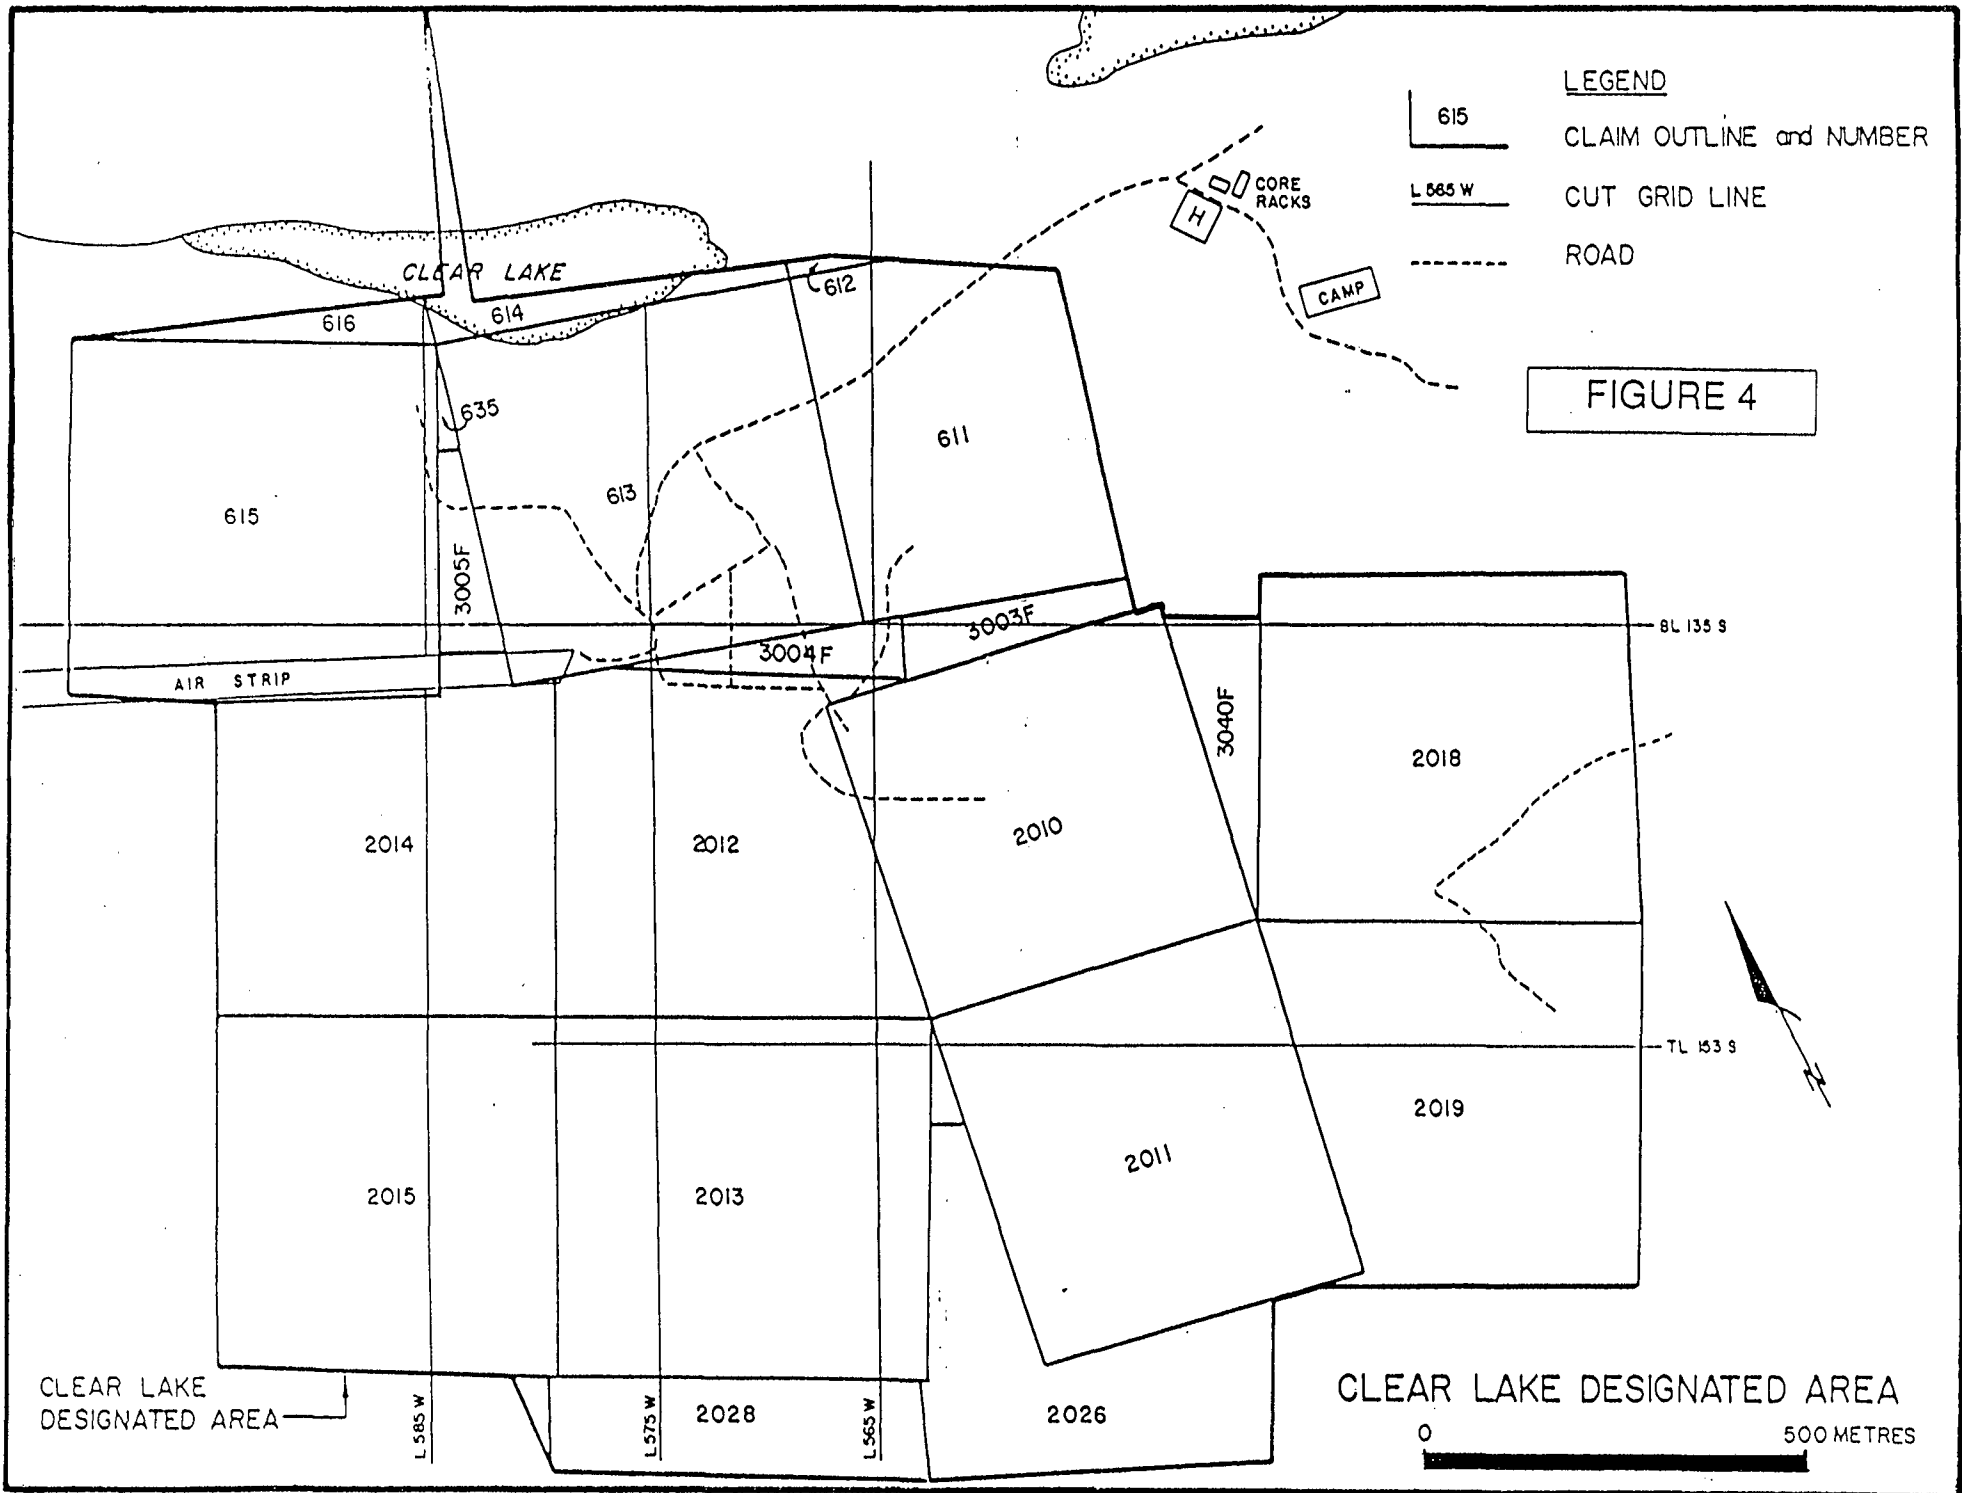 LEGEND
615
CLAIM OUTLINE and NUMBER
L 565 W
CUT GRID LINE
ROAD
CORE
RACKS
H
CAMP
FIGURE 4
CLEAR LAKE
612
614
616
635
611
613
615
3005F
3003F
BL 135 S
3004F
AIR STRIP
3040F
2018
2014
2012
2010
N
TL 153 S
2019
2011
2015
2013
CLEAR LAKE
DESIGNATED AREA
L 585 W
L 575 W
L 565 W
2028
2026
CLEAR LAKE DESIGNATED AREA
0 500 METRES